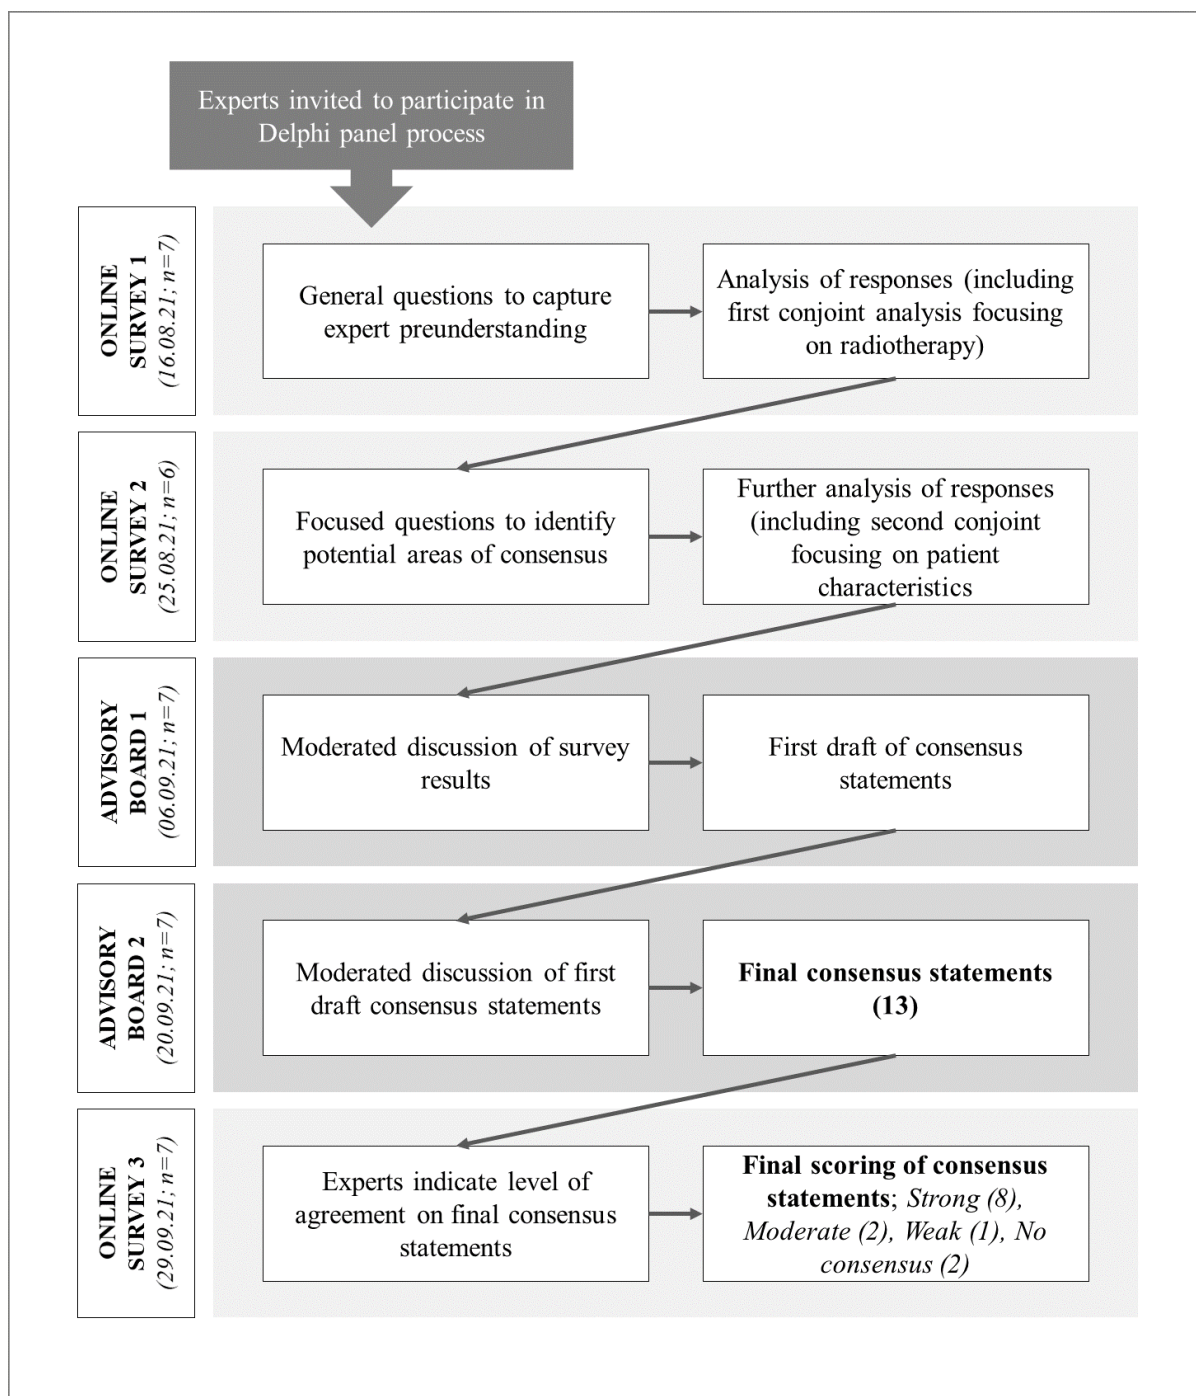 Experts invited to participate in
Delphi panel process
ONLINE
SURVEY 1
(16.08.21; n=7)
General questions to capture
expert preunderstanding
Analysis of responses (including
first conjoint analysis focusing
on radiotherapy)
ONLINE
SURVEY 2
(25.08.21; n=6)
Focused questions to identify
potential areas of consensus
Further analysis of responses
(including second conjoint
focusing on patient
characteristics
ADVISORY
BOARD 1
(06.09.21; n=7)
Moderated discussion of survey
results
First draft of consensus
statements
ADVISORY
BOARD 2
(20.09.21; n=7)
Moderated discussion of first
draft consensus statements
Final consensus statements
(13)
ONLINE
SURVEY 3
(29.09.21; n=7)
Experts indicate level of
agreement on final consensus
statements
Final scoring of consensus
statements; Strong (8),
Moderate (2), Weak (1), No
consensus (2)